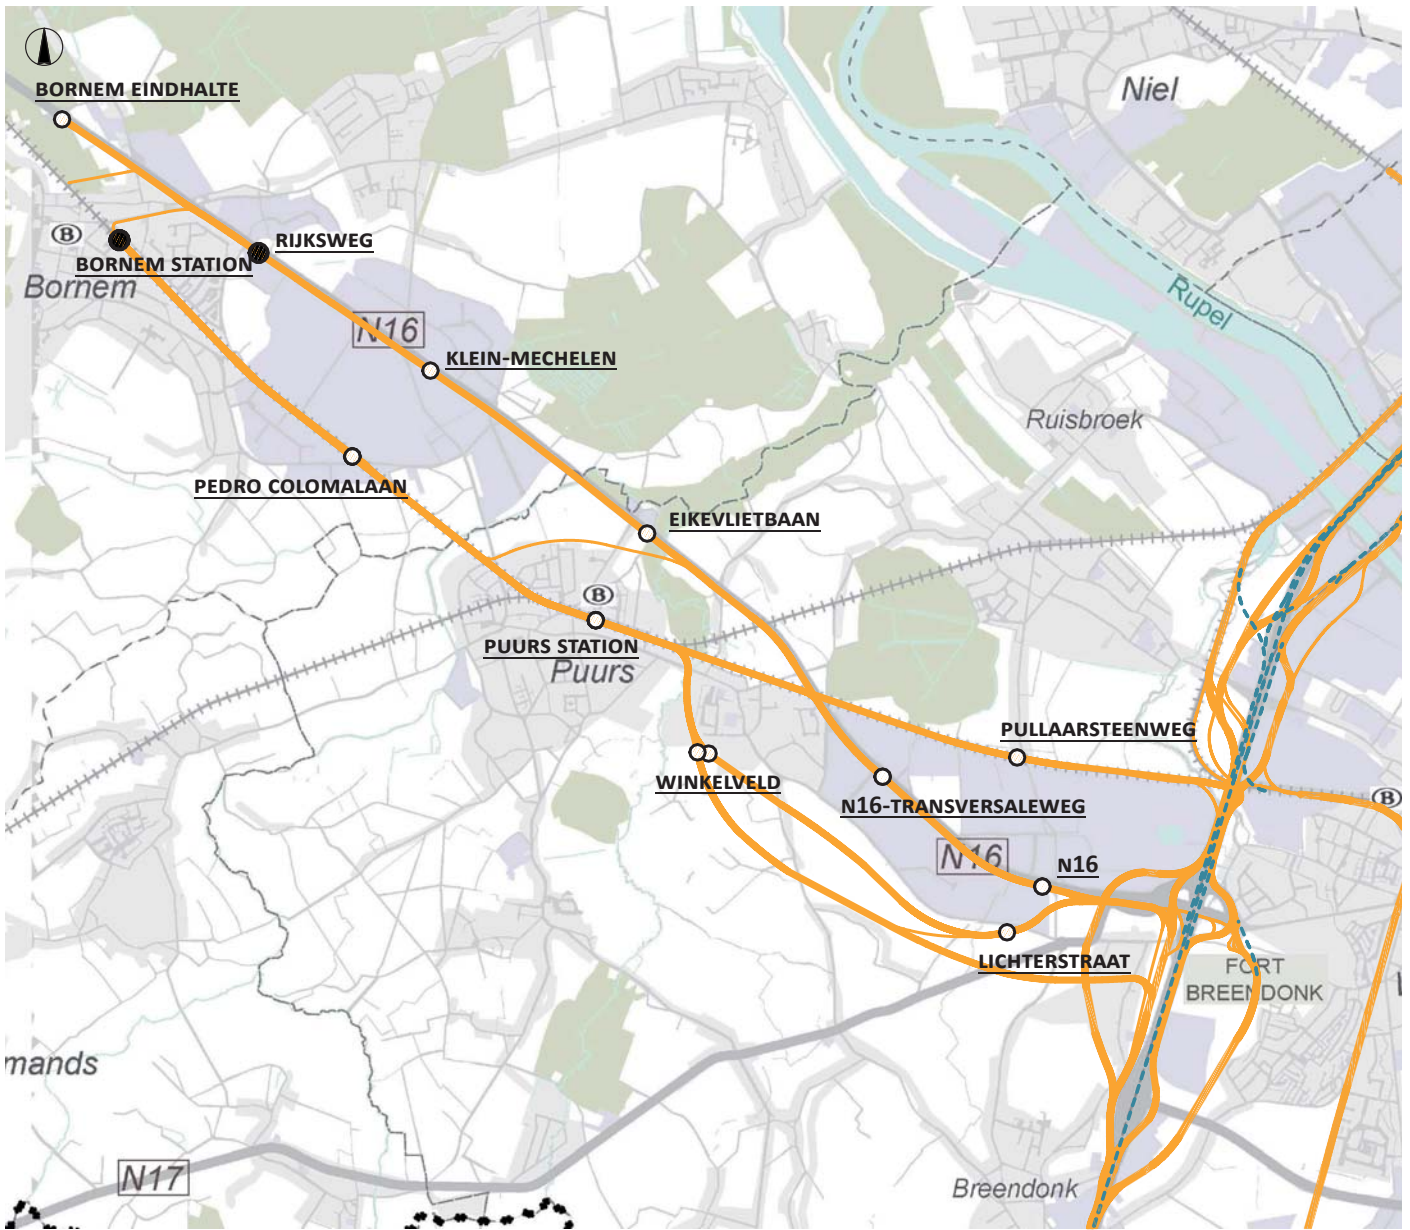 Niel
BORNEM EINDHALTE
B
RIJKSWEG
BORNEM STATION
Bornem
Rupel
N16
KLEIN-MECHELEN
Ruisbroek
PEDRO COLOMALAAN
EIKEVLIETBAAN
B
PUURS STATION
Puurs
PULLAARSTEENWEG
WINKELVELD
N16-TRANSVERSALEWEG
B
N16
N16
LICHTERSTRAAT
FORT
BREENDONK
mands
N17
Breendonk